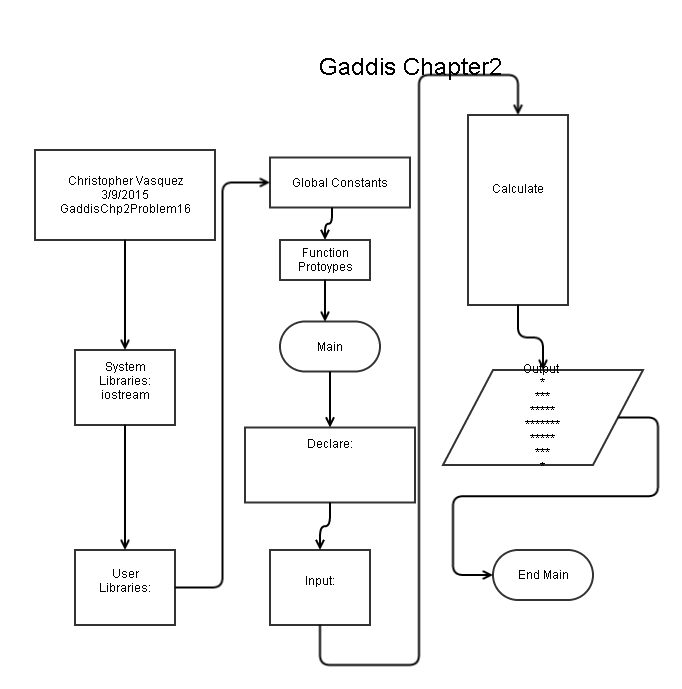 Gaddis Chapter2
Christopher Vasquez
3/9/2015
GaddisChp2Problem16
System
Libraries:
iostream
User
Libraries:
Global Constants
Function
Protoypes
Main
Declare:
Input:
Calculate
Output
*
***
*****
*******
*****
***
*
End Main